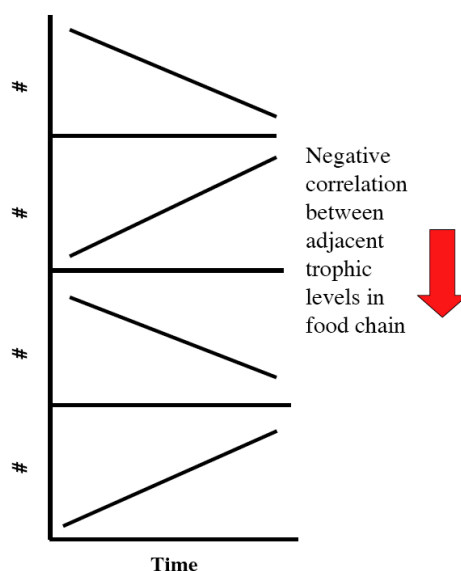 #
#
Negative
correlation
between
adjacent
trophic
levels in
food chain
#
#
Time